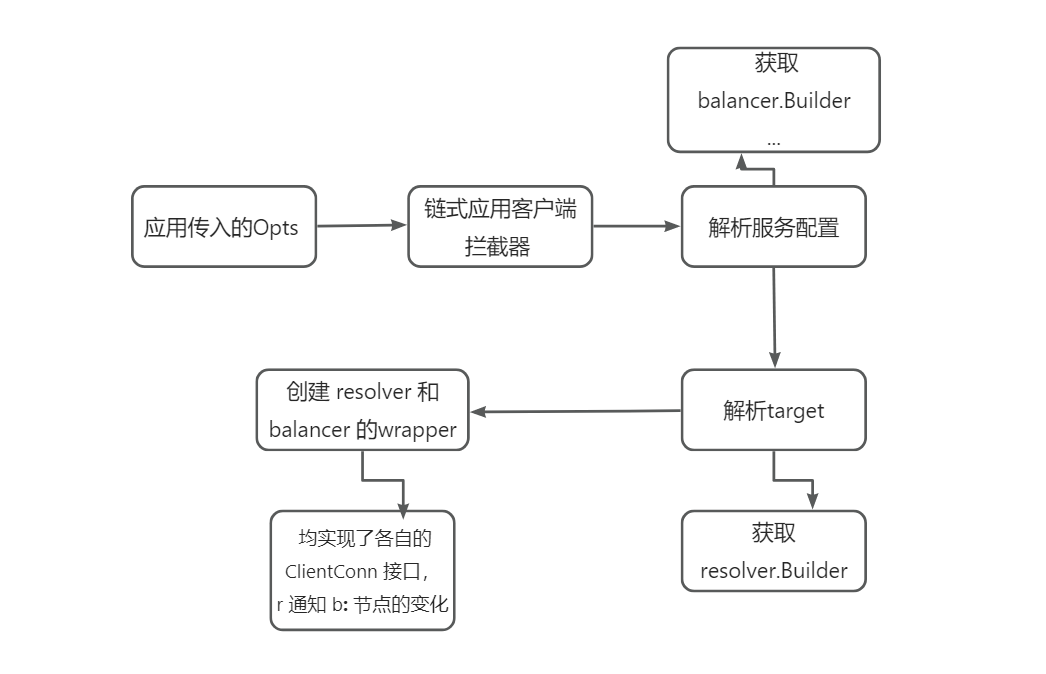 获取
balancer.Builder
...
应用传入的Opts
链式应用客户端
拦截器
解析服务配置
创建 resolver 和
balancer 的wrapper
解析target
均实现了各自的
ClientConn 接口，
r 通知 b: 节点的变化
获取
resolver.Builder